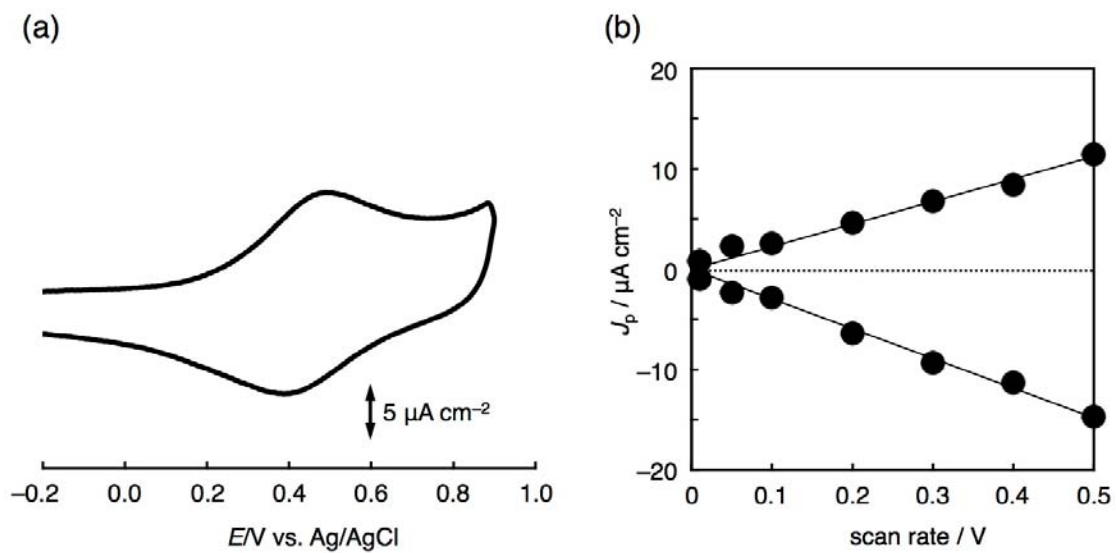 (a)
5 µA cm–2
–0.2 0.0 0.2 0.4 0.6 0.8 1.0
E/V vs. Ag/AgCl
(b)
20
10
0
–10
–20
Jp / µA cm–2
0 0.1 0.2 0.3 0.4 0.5
scan rate / V